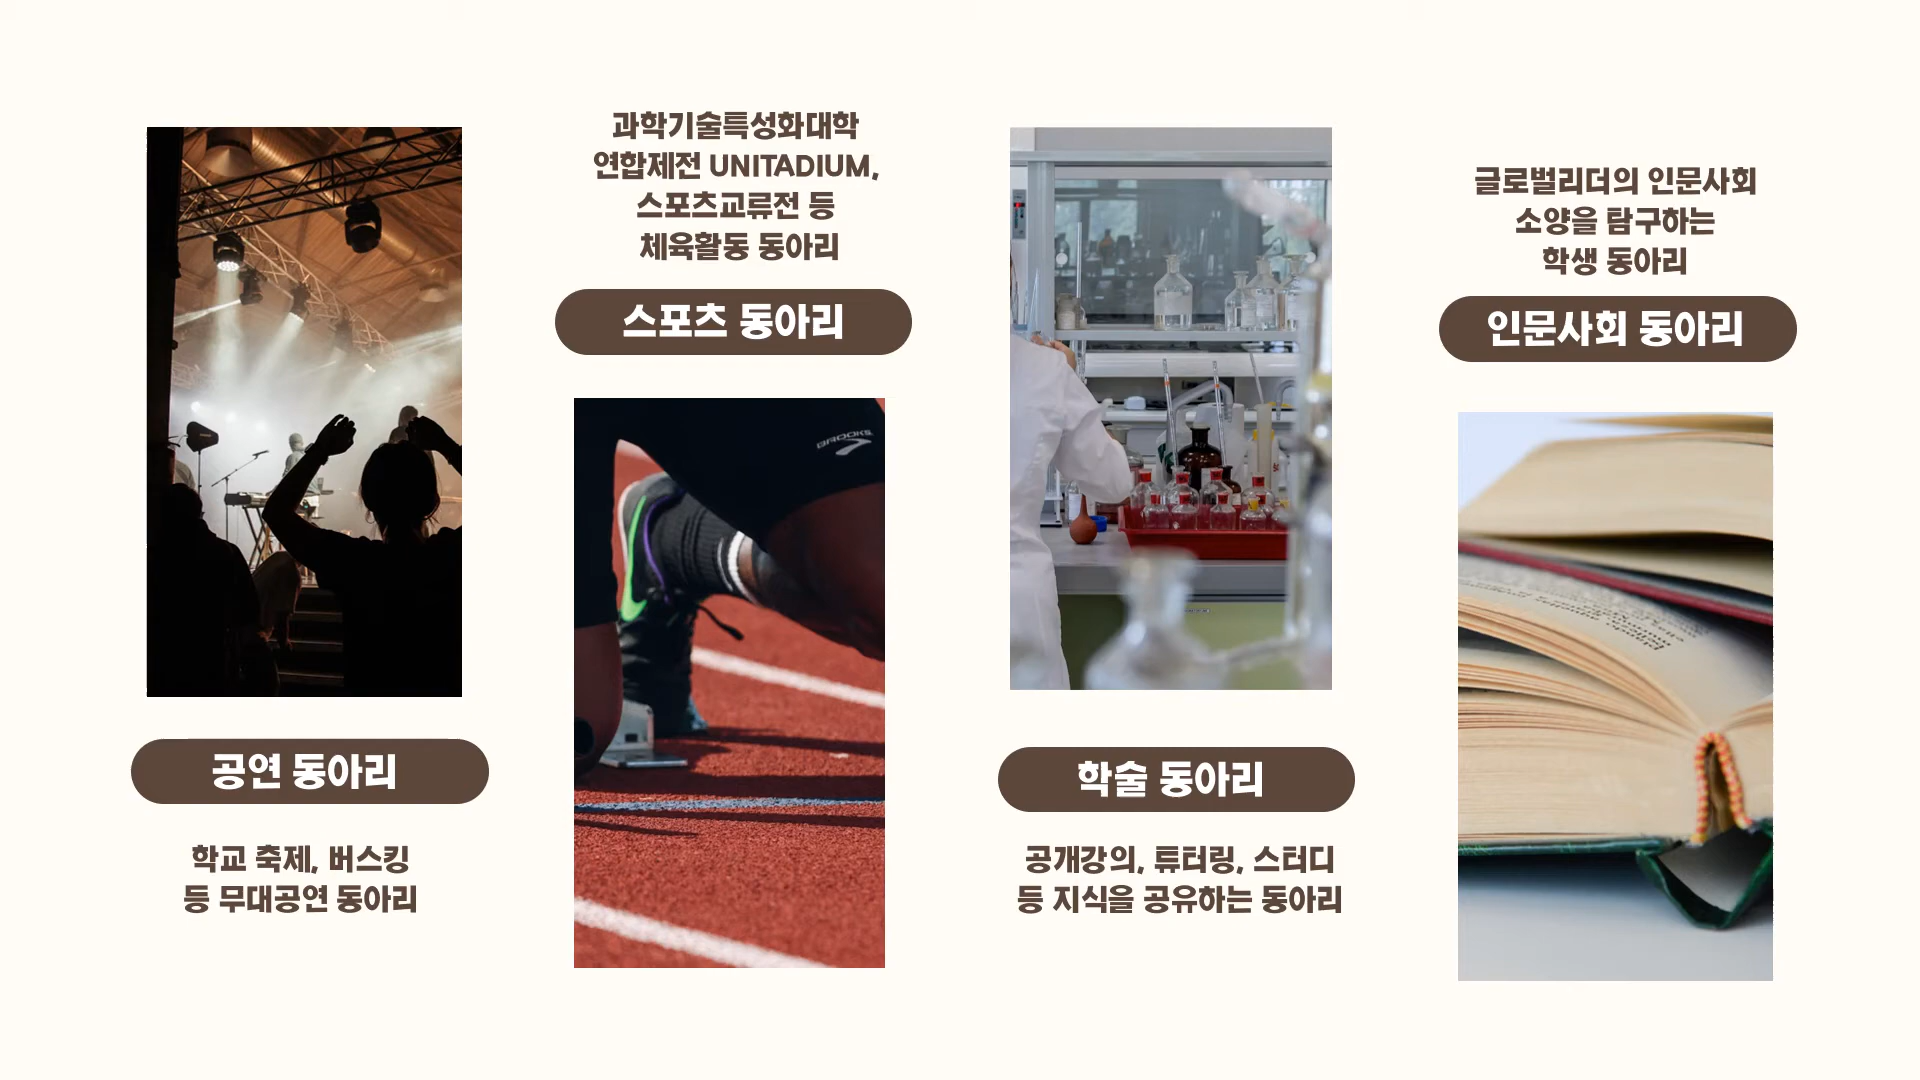 공연 동아리
학교 축제, 버스킹
등 무대공연 동아리
과학기술특성화대학
연합제전 UNITADIUM,
스포츠교류전 등
체육활동 동아리
스포츠 동아리
BROOKS
학술 동아리
공개강의, 튜터링, 스터디
등 지식을 공유하는 동아리
글로벌리더의 인문사회
소양을 탐구하는
학생 동아리
인문사회 동아리